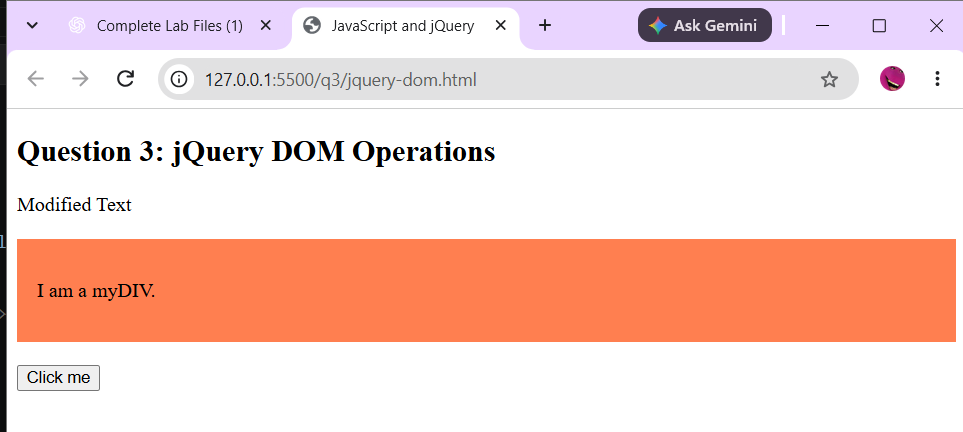 Complete Lab Files (1)
JavaScript and jQuery
Ask Gemini
127.0.0.1:5500/q3/jquery-dom.html
Question 3: jQuery DOM Operations
Modified Text
I am a myDIV.
Click me